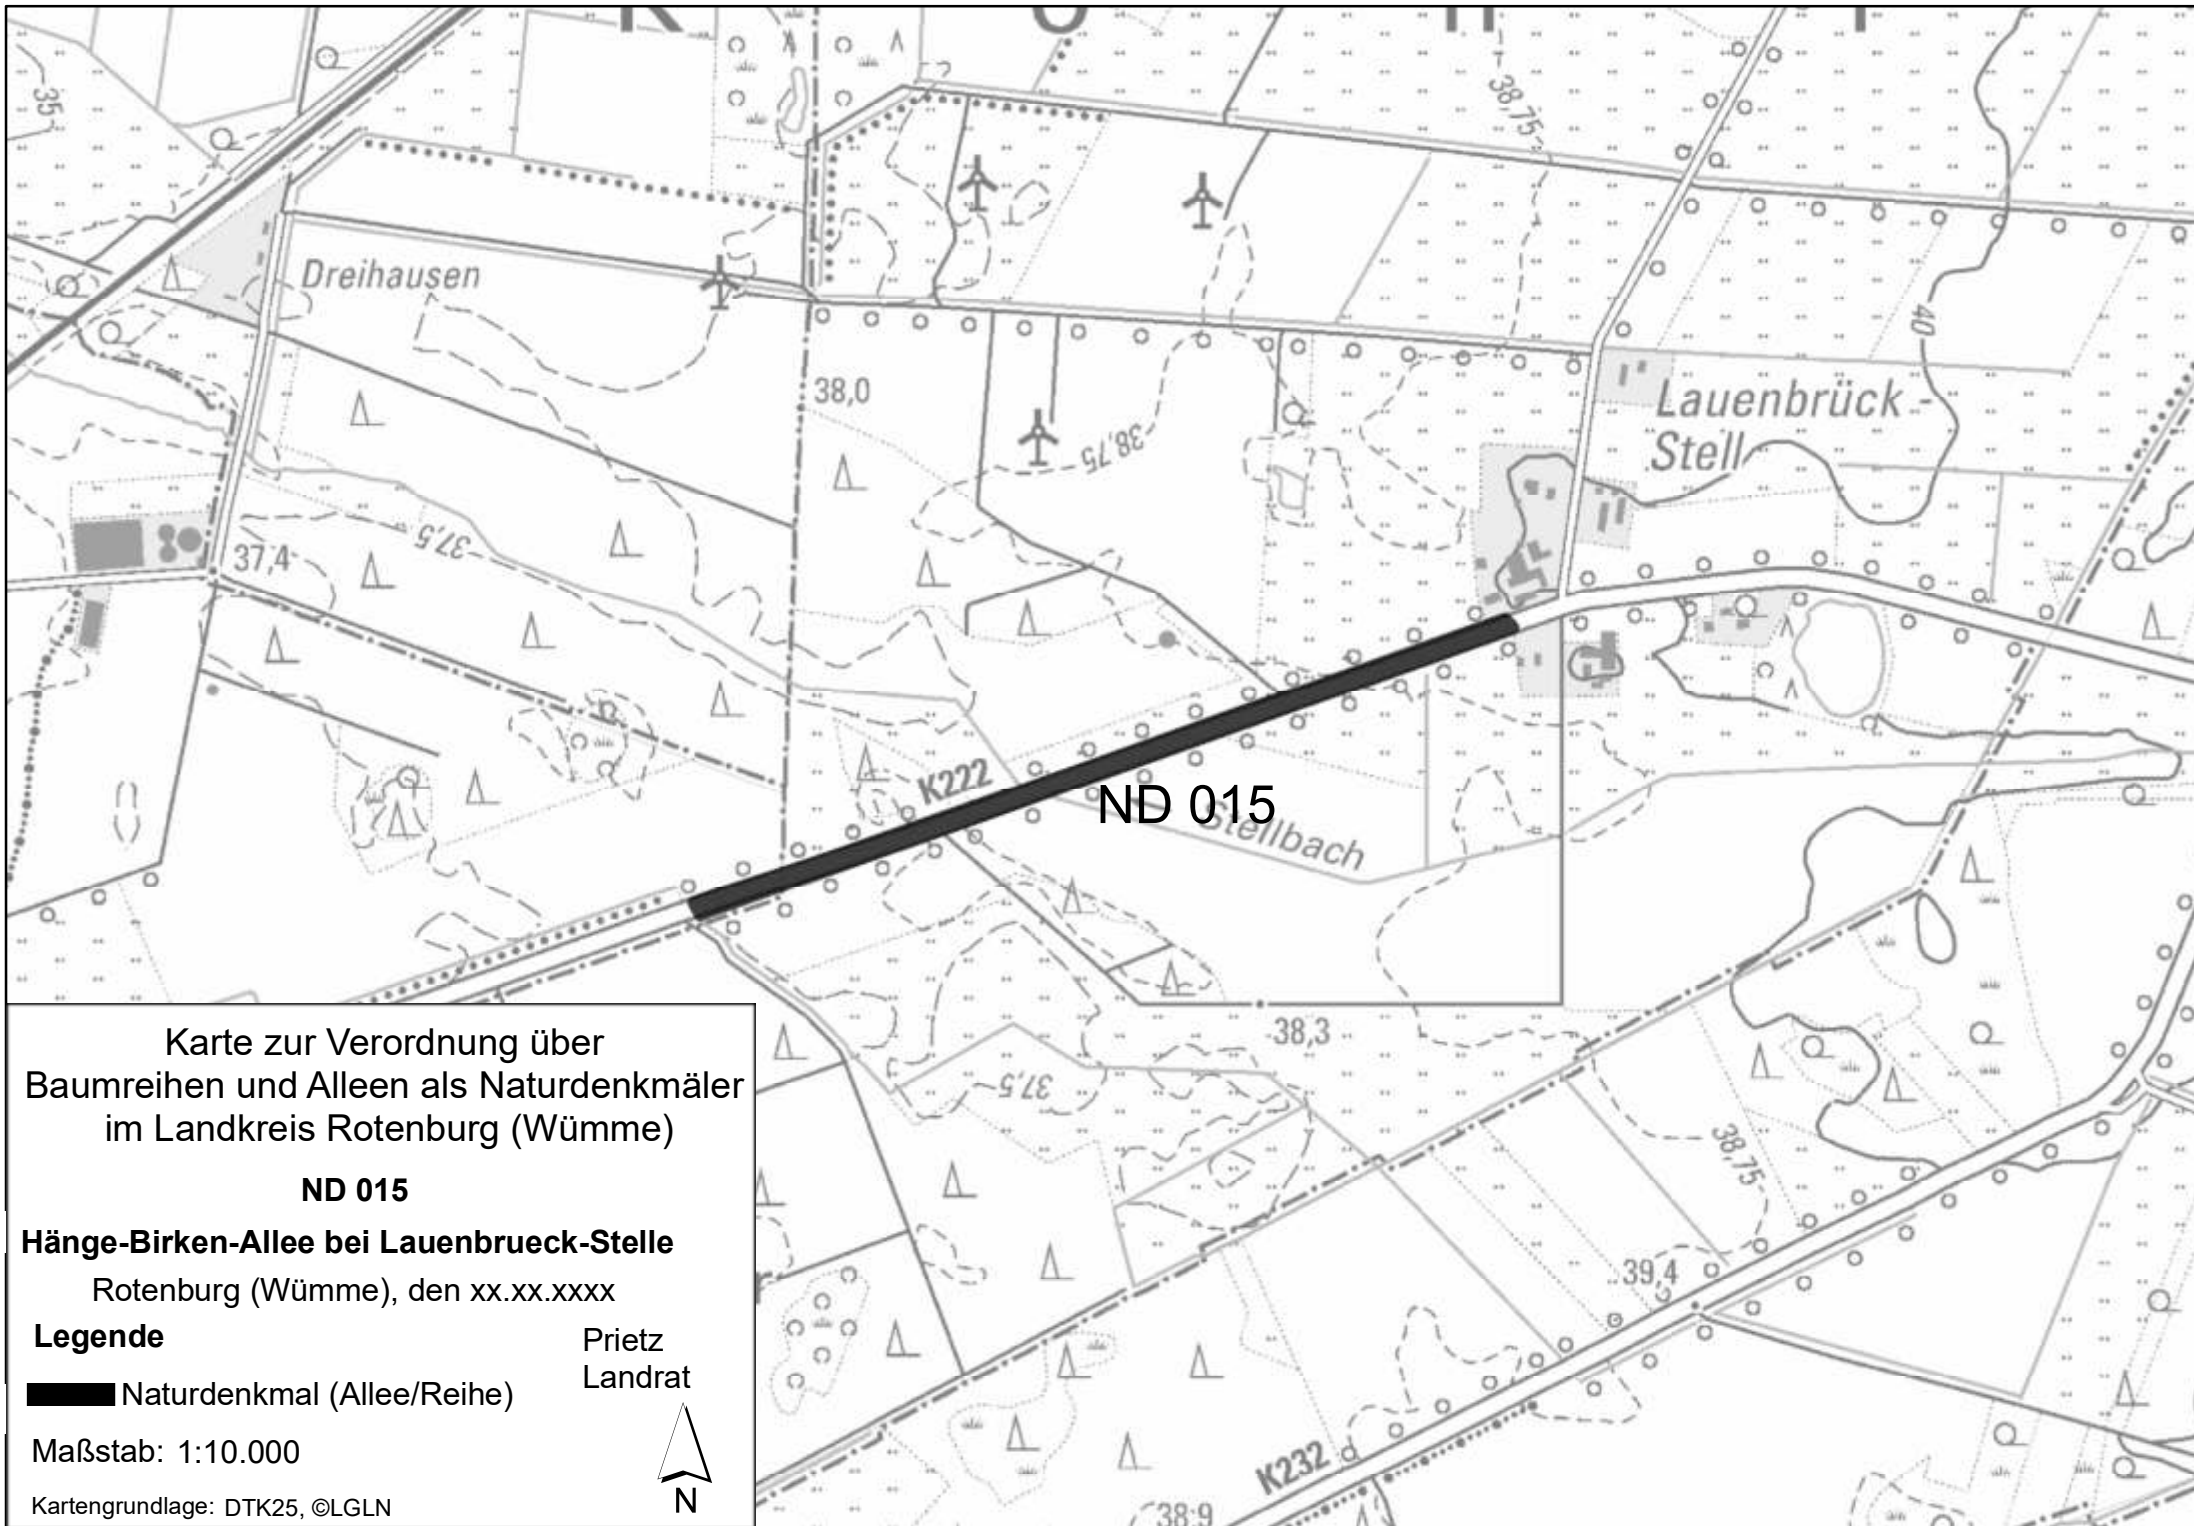 35
38,75
Dreihausen
40
38,0
Lauenbrück -
Stell
38,75
37,5
37,4
K222
ND 015
Stellbach
38,3
37,5
38,75
39,4
K232
38,9
Karte zur Verordnung über
Baumreihen und Alleen als Naturdenkmäler
im Landkreis Rotenburg (Wümme)
ND 015
Hänge-Birken-Allee bei Lauenbrueck-Stelle
Rotenburg (Wümme), den xx.xx.xxxx
Legende
Prietz
Landrat
Naturdenkmal (Allee/Reihe)
Maßstab: 1:10.000
N
Kartengrundlage: DTK25, ©LGLN